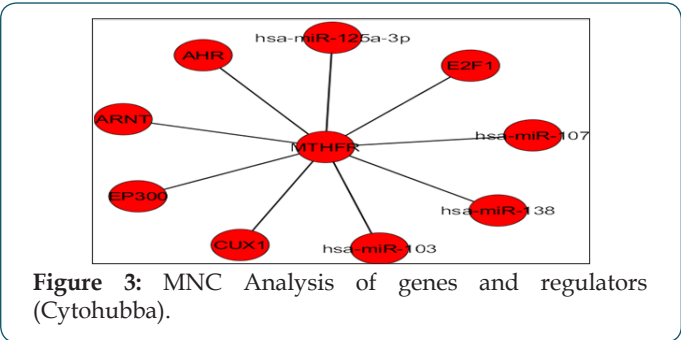 hsa-miR-125a-3p
AHR
E2F1
ARNT
hsa-miR-107
MTHFR
EP300
hsa-miR-138
CUX1
hsa-miR-103
Figure 3: MNC Analysis of genes and regulators
(Cytohubba).